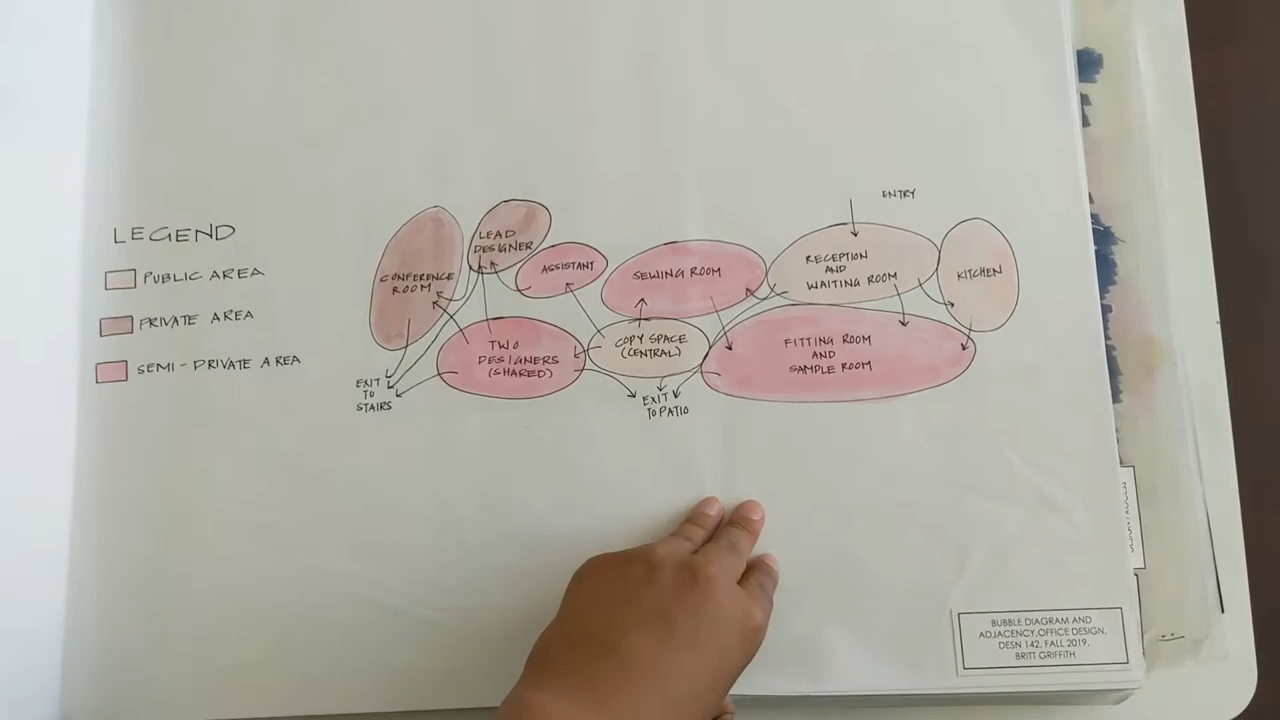 LEGEND
PUBLIC AREA
PRIVATE AREA
SEMI-PRIVATE AREA
ENTRY
CONFERENCE
ROOM
LEAD
DESIGNER
ASSISTANT
SEWING ROOM
RECEPTION
AND
WAITING ROOM
KITCHEN
TWO
DESIGNERS
(SHARED)
COPY SPACE
(CENTRAL)
FITTING ROOM
AND
SAMPLE ROOM
EXIT
TO
STAIRS
EXIT
TO PATIO
BUBBLE DIAGRAM AND
ADJACENCY,OFFICE DESIGN,
DESN 142, FALL 2019,
BRITT GRIFFITH